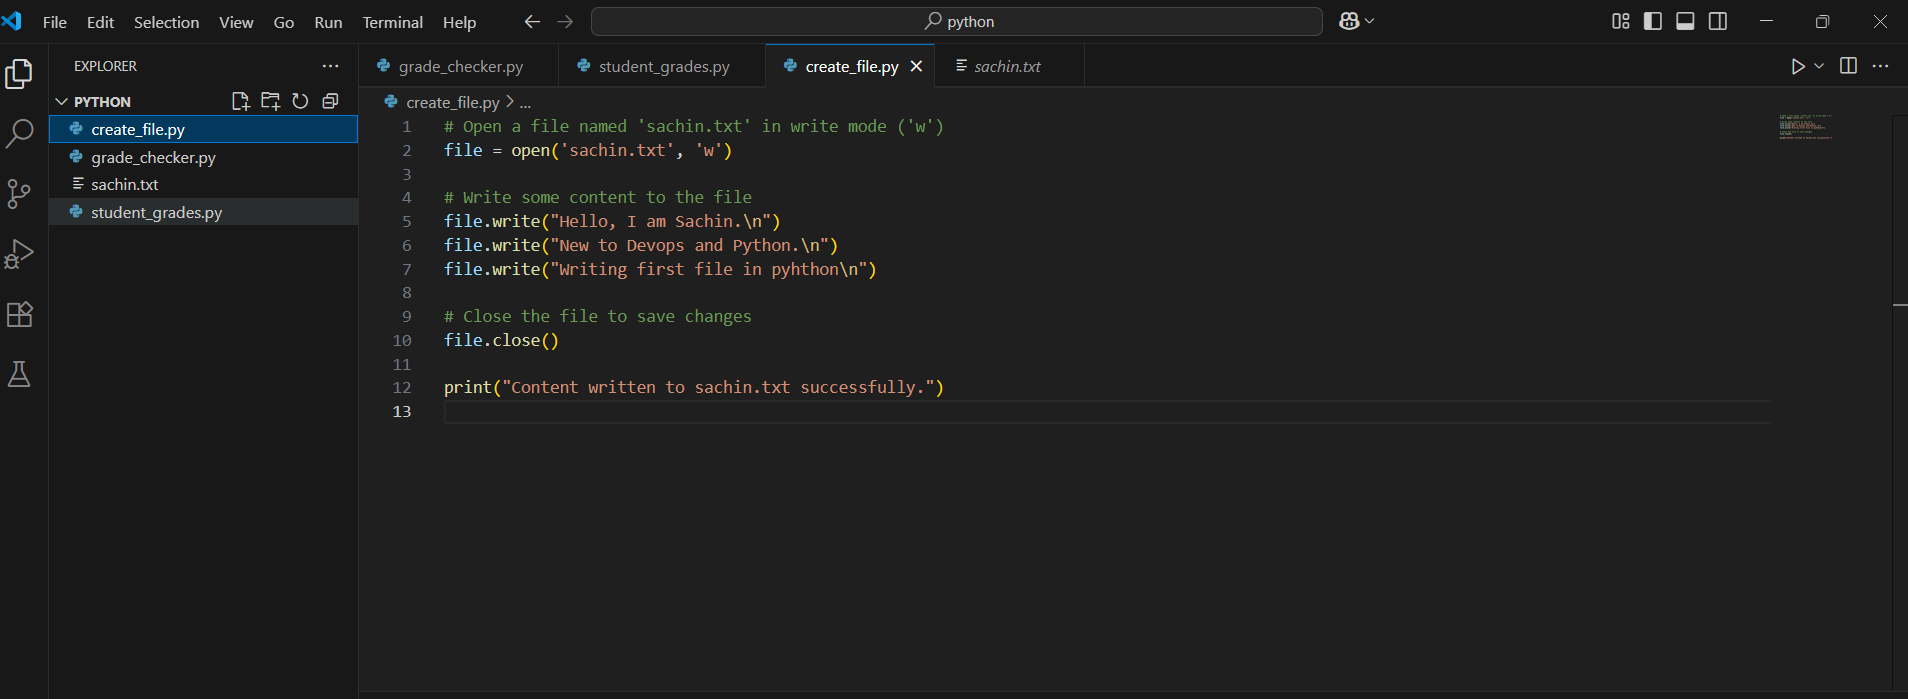 File Edit Selection View Go Run Terminal Help python
EXPLORER
grade_checker.py student_grades.py create_file.py sachin.txt
PYTHON
create_file.py
grade_checker.py
sachin.txt
student_grades.py
create_file.py > ...
1 # Open a file named 'sachin.txt' in write mode ('w')
2 file = open('sachin.txt', 'w')
3
4 # Write some content to the file
5 file.write("Hello, I am Sachin.\n")
6 file.write("New to Devops and Python.\n")
7 file.write("Writing first file in pyhthon\n")
8
9 # Close the file to save changes
10 file.close()
11
12 print("Content written to sachin.txt successfully.")
13